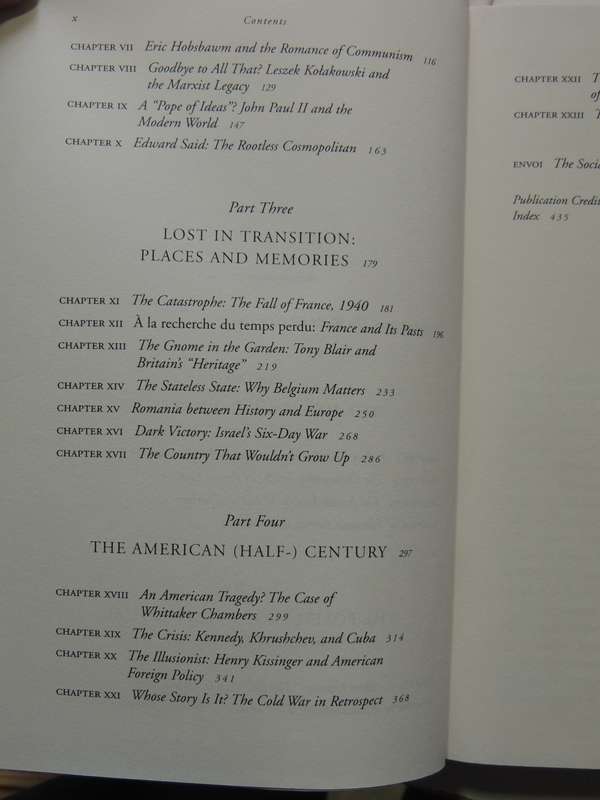 x
Contents
CHAPTER VII Eric Hobsbawm and the Romance of Communism 116
CHAPTER VIII Goodbye to All That? Leszek Kołakowski and
the Marxist Legacy 129
CHAPTER IX A "Pope of Ideas"? John Paul II and the
Modern World 147
CHAPTER X Edward Said: The Rootless Cosmopolitan 163
Part Three
LOST IN TRANSITION:
PLACES AND MEMORIES 179
CHAPTER XI The Catastrophe: The Fall of France, 1940 181
CHAPTER XII À la recherche du temps perdu: France and Its Pasts 196
CHAPTER XIII The Gnome in the Garden: Tony Blair and
Britain's "Heritage" 219
CHAPTER XIV The Stateless State: Why Belgium Matters 233
CHAPTER XV Romania between History and Europe 250
CHAPTER XVI Dark Victory: Israel's Six-Day War 268
CHAPTER XVII The Country That Wouldn't Grow Up 286
Part Four
THE AMERICAN (HALF-) CENTURY 297
CHAPTER XVIII An American Tragedy? The Case of
Whittaker Chambers 299
CHAPTER XIX The Crisis: Kennedy, Khrushchev, and Cuba 314
CHAPTER XX The Illusionist: Henry Kissinger and American
Foreign Policy 341
CHAPTER XXI Whose Story Is It? The Cold War in Retrospect 368
CHAPTER XXII
of
CHAPTER XXIII
ENVOI The Socia
Publication Credi
Index 435